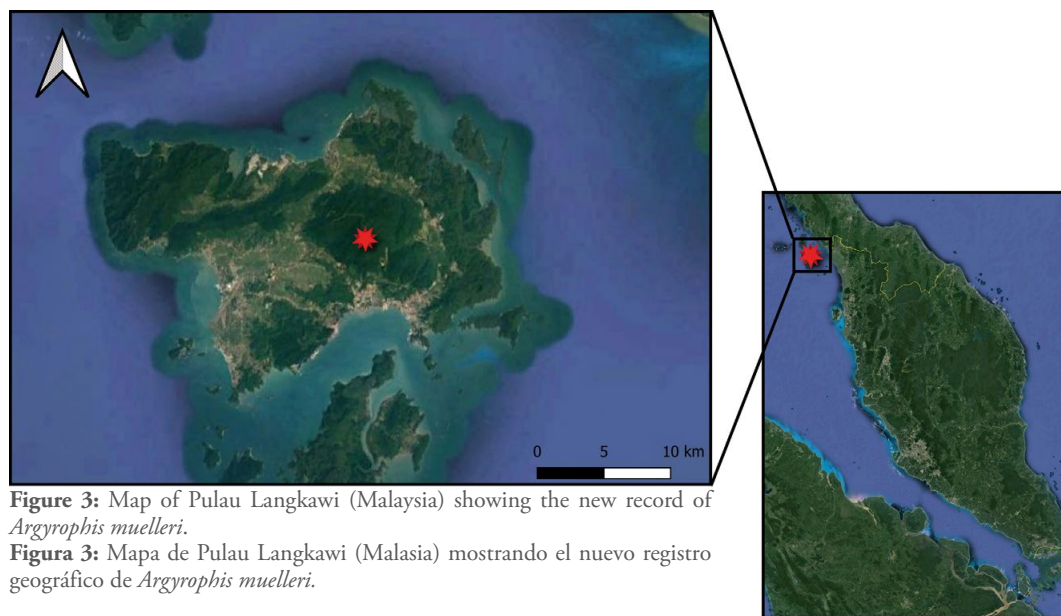 0 5 10 km
Figure 3: Map of Pulau Langkawi (Malaysia) showing the new record of
Argyrophis muelleri.
Figura 3: Mapa de Pulau Langkawi (Malasia) mostrando el nuevo registro
geográfico de Argyrophis muelleri.